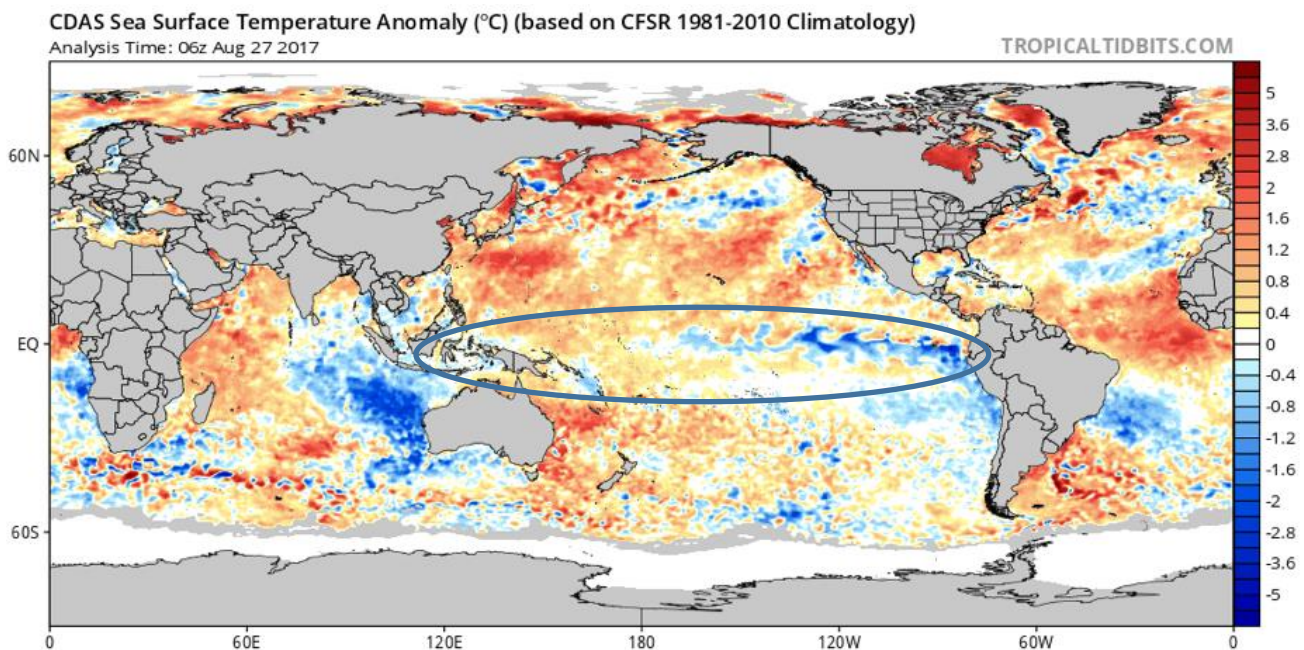 CDAS Sea Surface Temperature Anomaly (°C) (based on CFSR 1981-2010 Climatology)
Analysis Time: 06z Aug 27 2017
TROPICALTIDBITS.COM
60N
EQ
60S
0
60E
120E
180
120W
60W
0
5
3.6
2.8
2
1.6
1.2
0.8
0.4
0
-0.4
-0.8
-1.2
-1.6
-2
-2.8
-3.6
-5